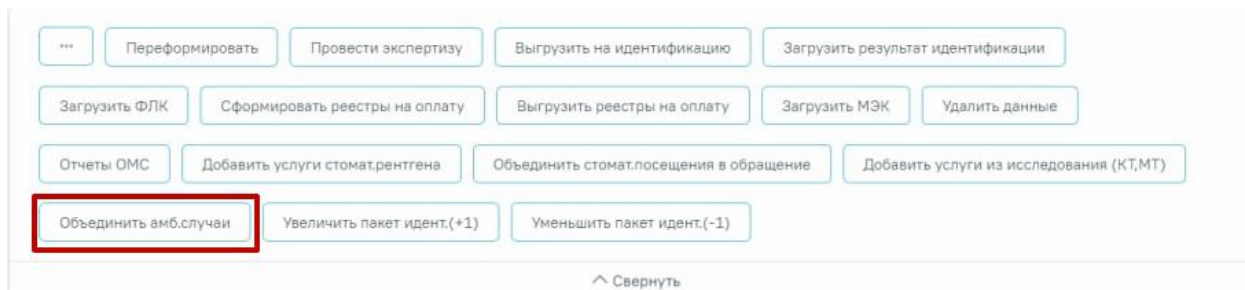 ... Переформировать Провести экспертизу Выгрузить на идентификацию Загрузить результат идентификации
Загрузить ФЛК Сформировать реестры на оплату Выгрузить реестры на оплату Загрузить МЭК Удалить данные
Отчеты ОМС Добавить услуги стомат.рентгена Объединить стомат.посещения в обращение Добавить услуги из исследования (КТ,МТ)
Объединить амб.случаи Увеличить пакет идент.(+1) Уменьшить пакет идент.(-1)
Свернуть